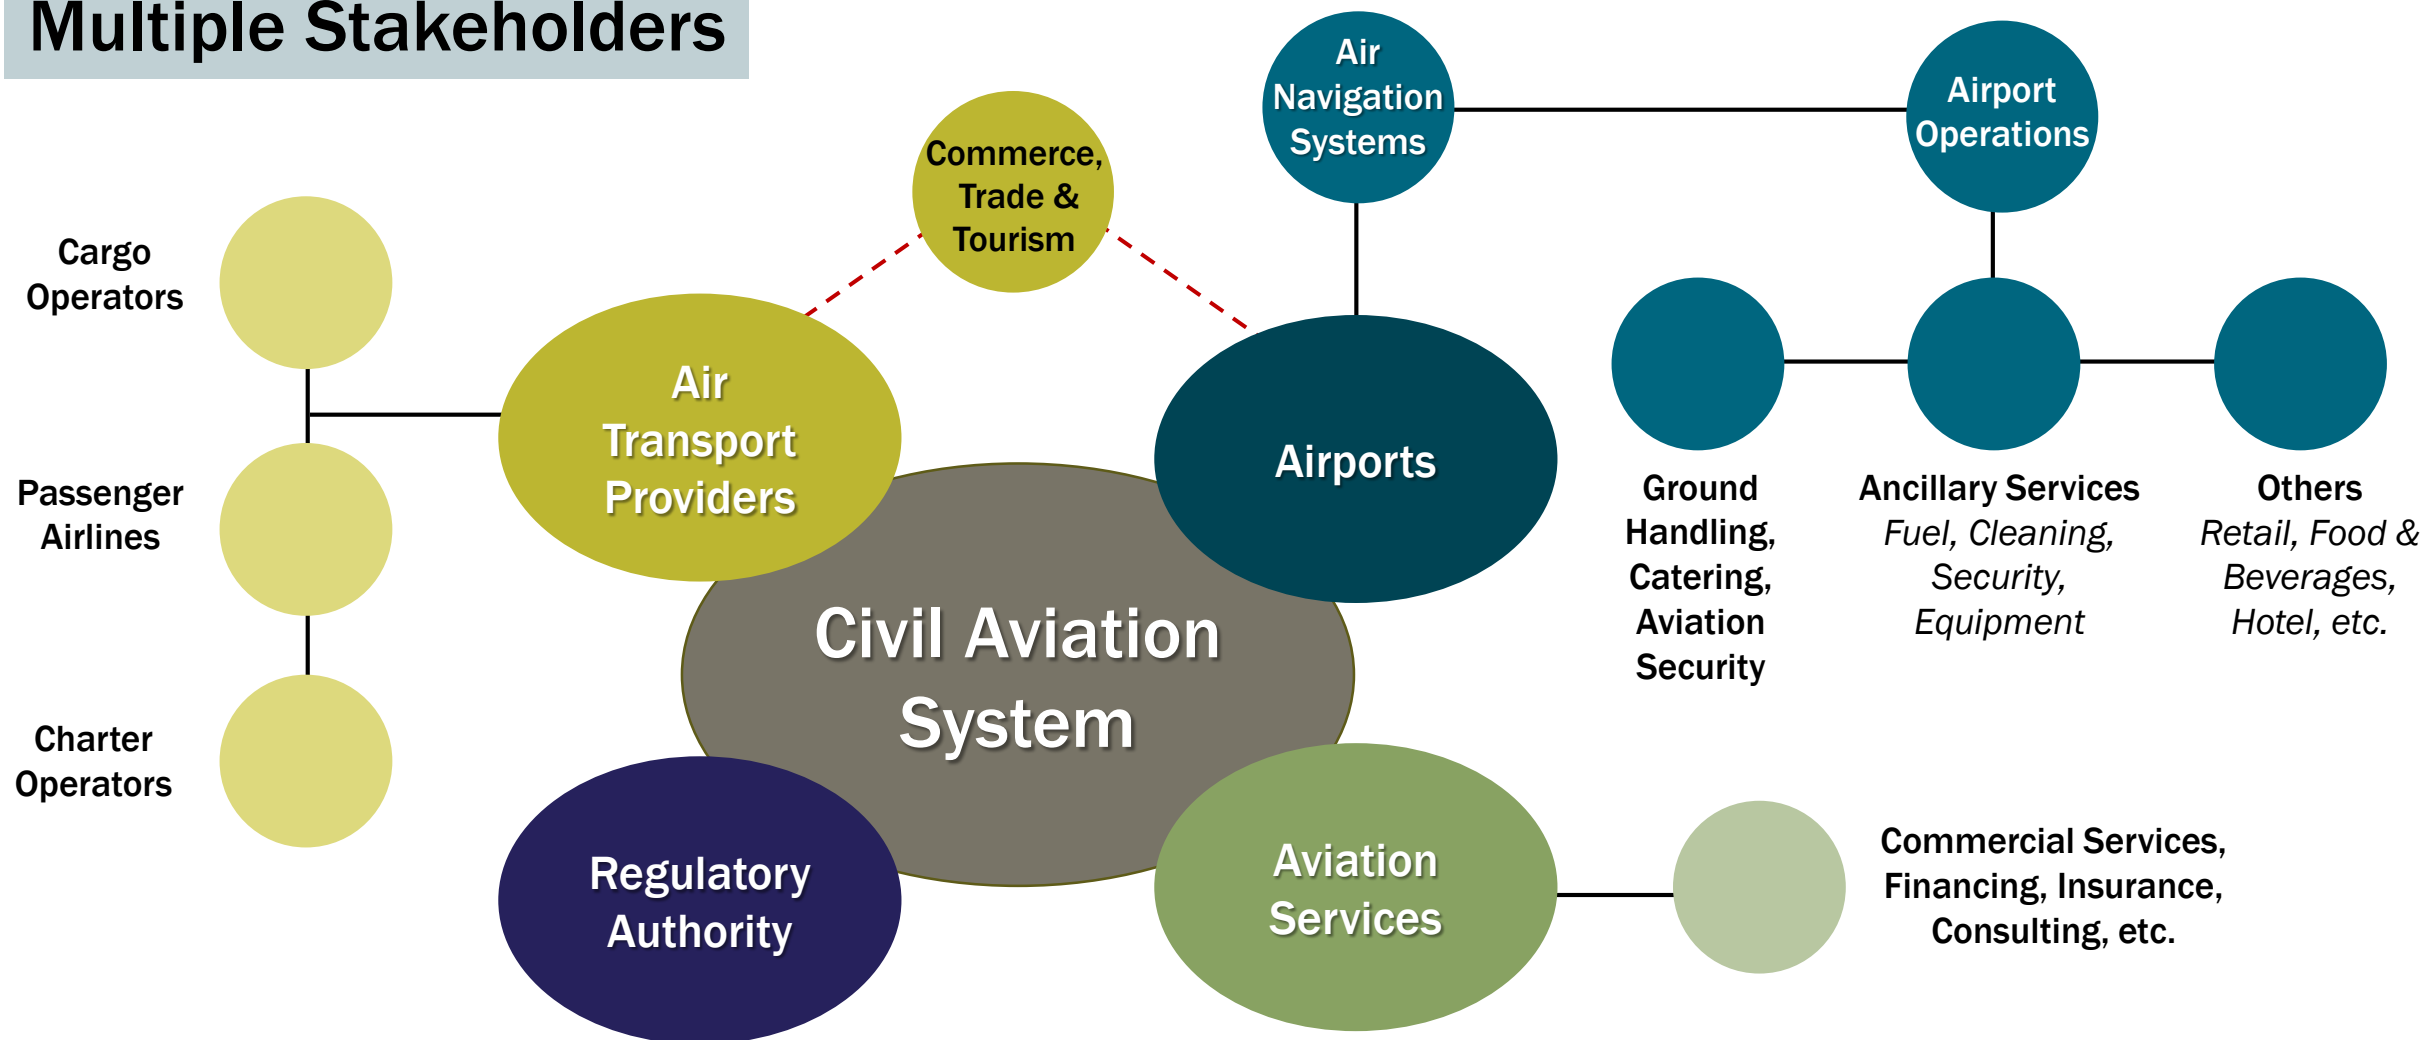 Multiple Stakeholders
Air
Navigation
Systems
Airport
Operations
Commerce,
Trade &
Tourism
Cargo
Operators
Passenger
Airlines
Charter
Operators
Air
Transport
Providers
Airports
Ground
Handling,
Catering,
Aviation
Security
Ancillary Services
Fuel, Cleaning,
Security,
Equipment
Others
Retail, Food &
Beverages,
Hotel, etc.
Civil Aviation
System
Regulatory
Authority
Aviation
Services
Commercial Services,
Financing, Insurance,
Consulting, etc.